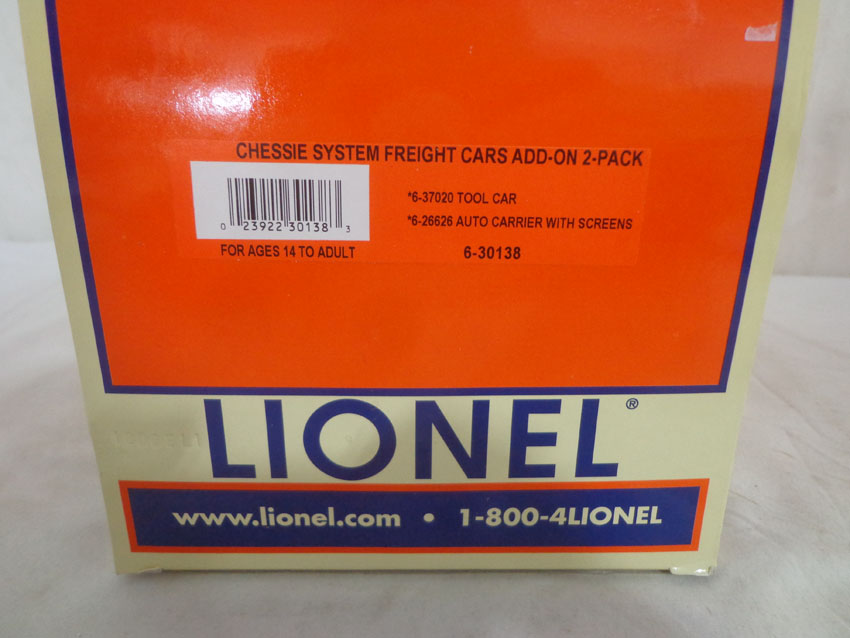 CHESSIE SYSTEM FREIGHT CARS ADD-ON 2-PACK
*6-37020 TOOL CAR
*6-26626 AUTO CARRIER WITH SCREENS
0 23922 30138 3
FOR AGES 14 TO ADULT 6-30138
LIONEL®
www.lionel.com • 1-800-4LIONEL